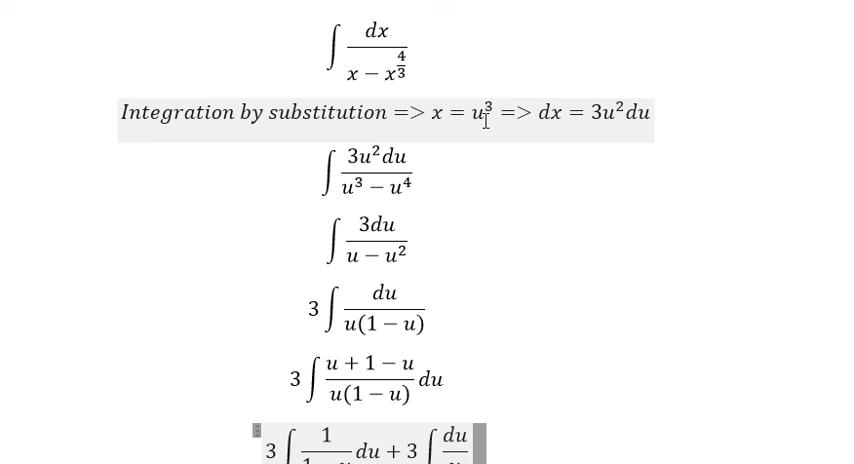 ∫ dx / (x − x^(4/3))
Integration by substitution => x = u³ => dx = 3u²du
∫ 3u²du / (u³ − u⁴)
∫ 3du / (u − u²)
3 ∫ du / (u(1 − u))
3 ∫ (u + 1 − u) / (u(1 − u)) du
3 ∫ 1 / du + 3 ∫ du /